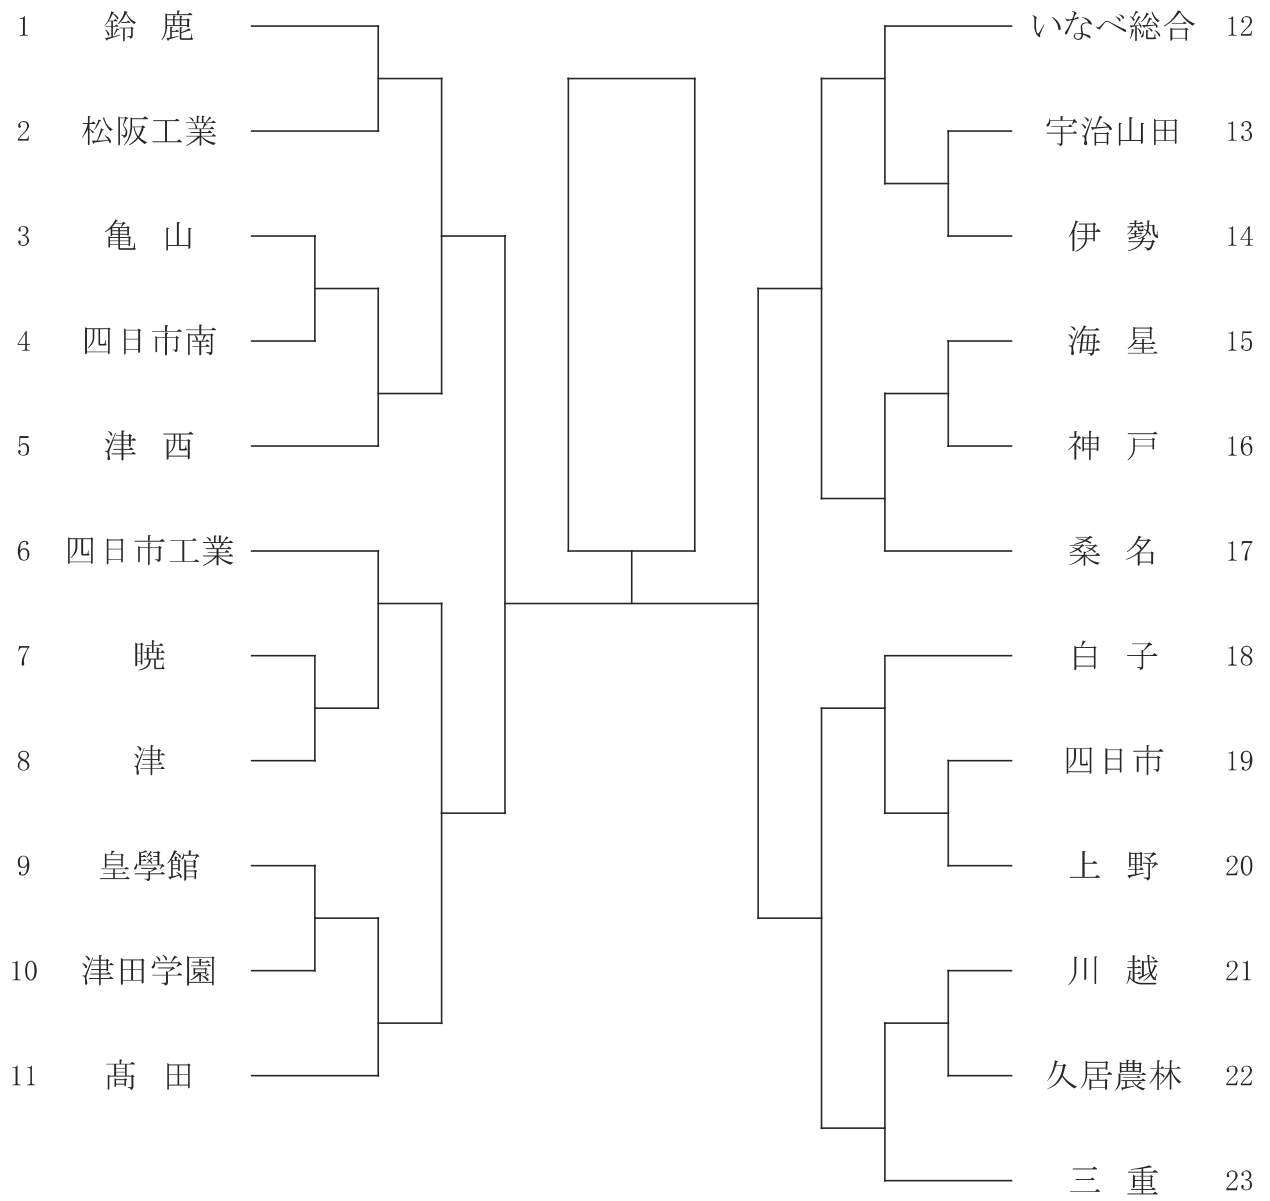 1 鈴鹿
2 松阪工業
3 亀山
4 四日市南
5 津西
6 四日市工業
7 暁
8 津
9 皇學館
10 津田学園
11 髙田
いなべ総合 12
宇治山田 13
伊勢 14
海星 15
神戸 16
桑名 17
白子 18
四日市 19
上野 20
川越 21
久居農林 22
三重 23